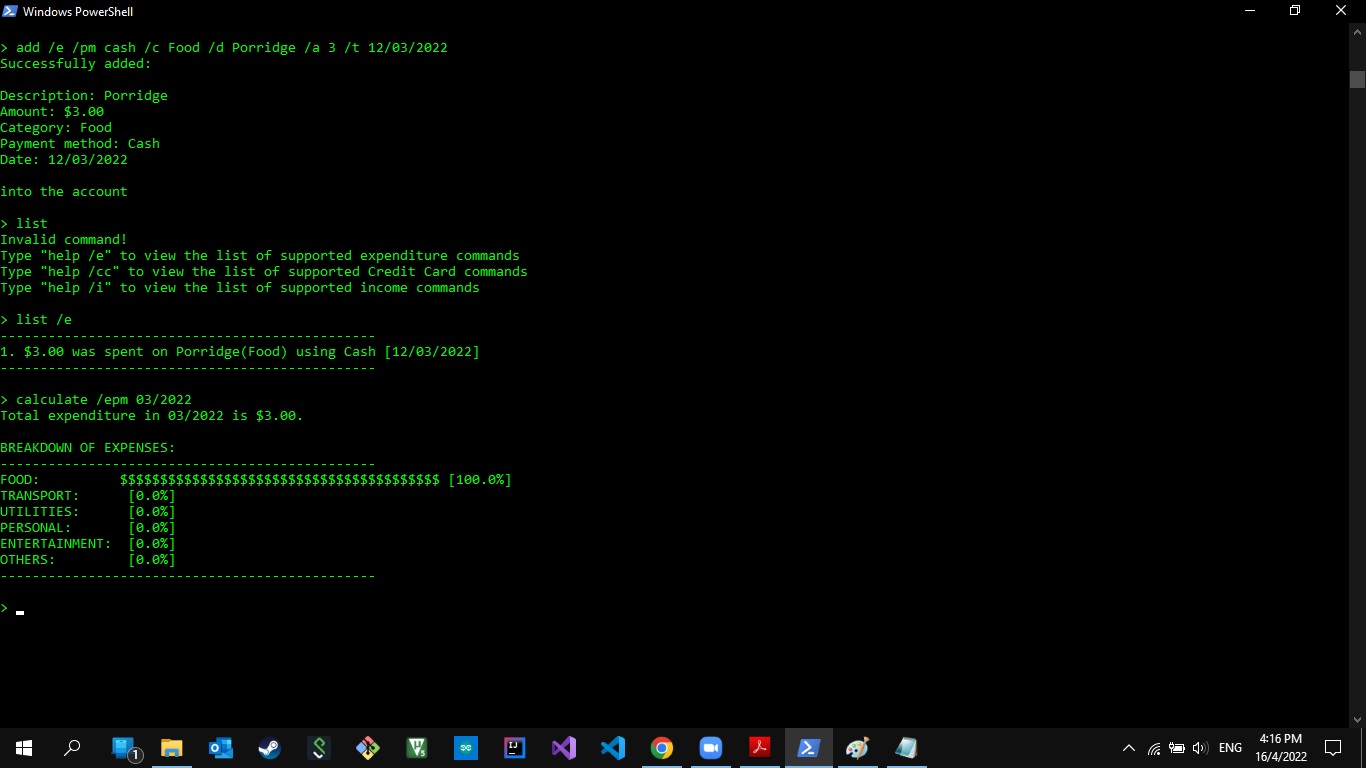 Windows PowerShell
> add /e /pm cash /c Food /d Porridge /a 3 /t 12/03/2022
Successfully added:
Description: Porridge
Amount: $3.00
Category: Food
Payment method: Cash
Date: 12/03/2022
into the account
> list
Invalid command!
Type "help /e" to view the list of supported expenditure commands
Type "help /cc" to view the list of supported Credit Card commands
Type "help /i" to view the list of supported income commands
> list /e
-----------------------------------------------
1. $3.00 was spent on Porridge(Food) using Cash [12/03/2022]
-----------------------------------------------
> calculate /epm 03/2022
Total expenditure in 03/2022 is $3.00.
BREAKDOWN OF EXPENSES:
-----------------------------------------------
FOOD: $$$$$$$$$$$$$$$$$$$$$$$$$$$$$$$$$$$$$$$$ [100.0%]
TRANSPORT: [0.0%]
UTILITIES: [0.0%]
PERSONAL: [0.0%]
ENTERTAINMENT: [0.0%]
OTHERS: [0.0%]
-----------------------------------------------
>
1
ENG
4:16 PM
16/4/2022